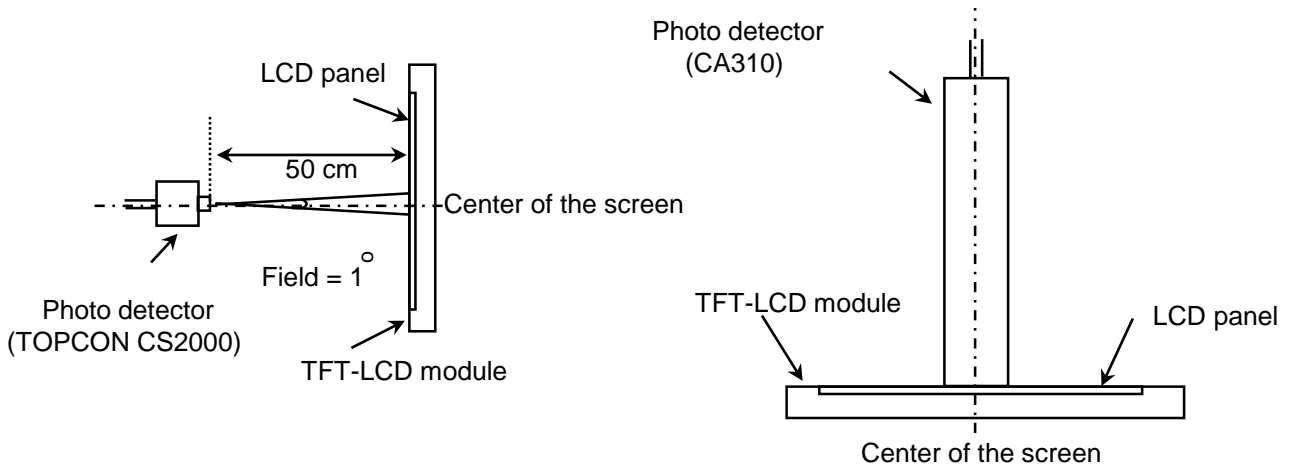 LCD panel
50 cm
Center of the screen
Field = 1°
Photo detector
(TOPCON CS2000)
TFT-LCD module
Photo detector
(CA310)
TFT-LCD module
LCD panel
Center of the screen